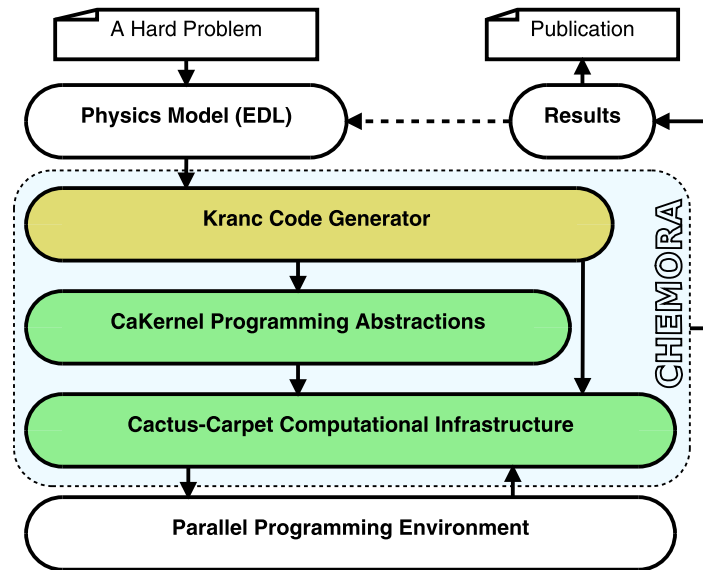 A Hard Problem
Publication
Physics Model (EDL)
Results
Kranc Code Generator
CaKernel Programming Abstractions
CHEMORA
Cactus-Carpet Computational Infrastructure
Parallel Programming Environment